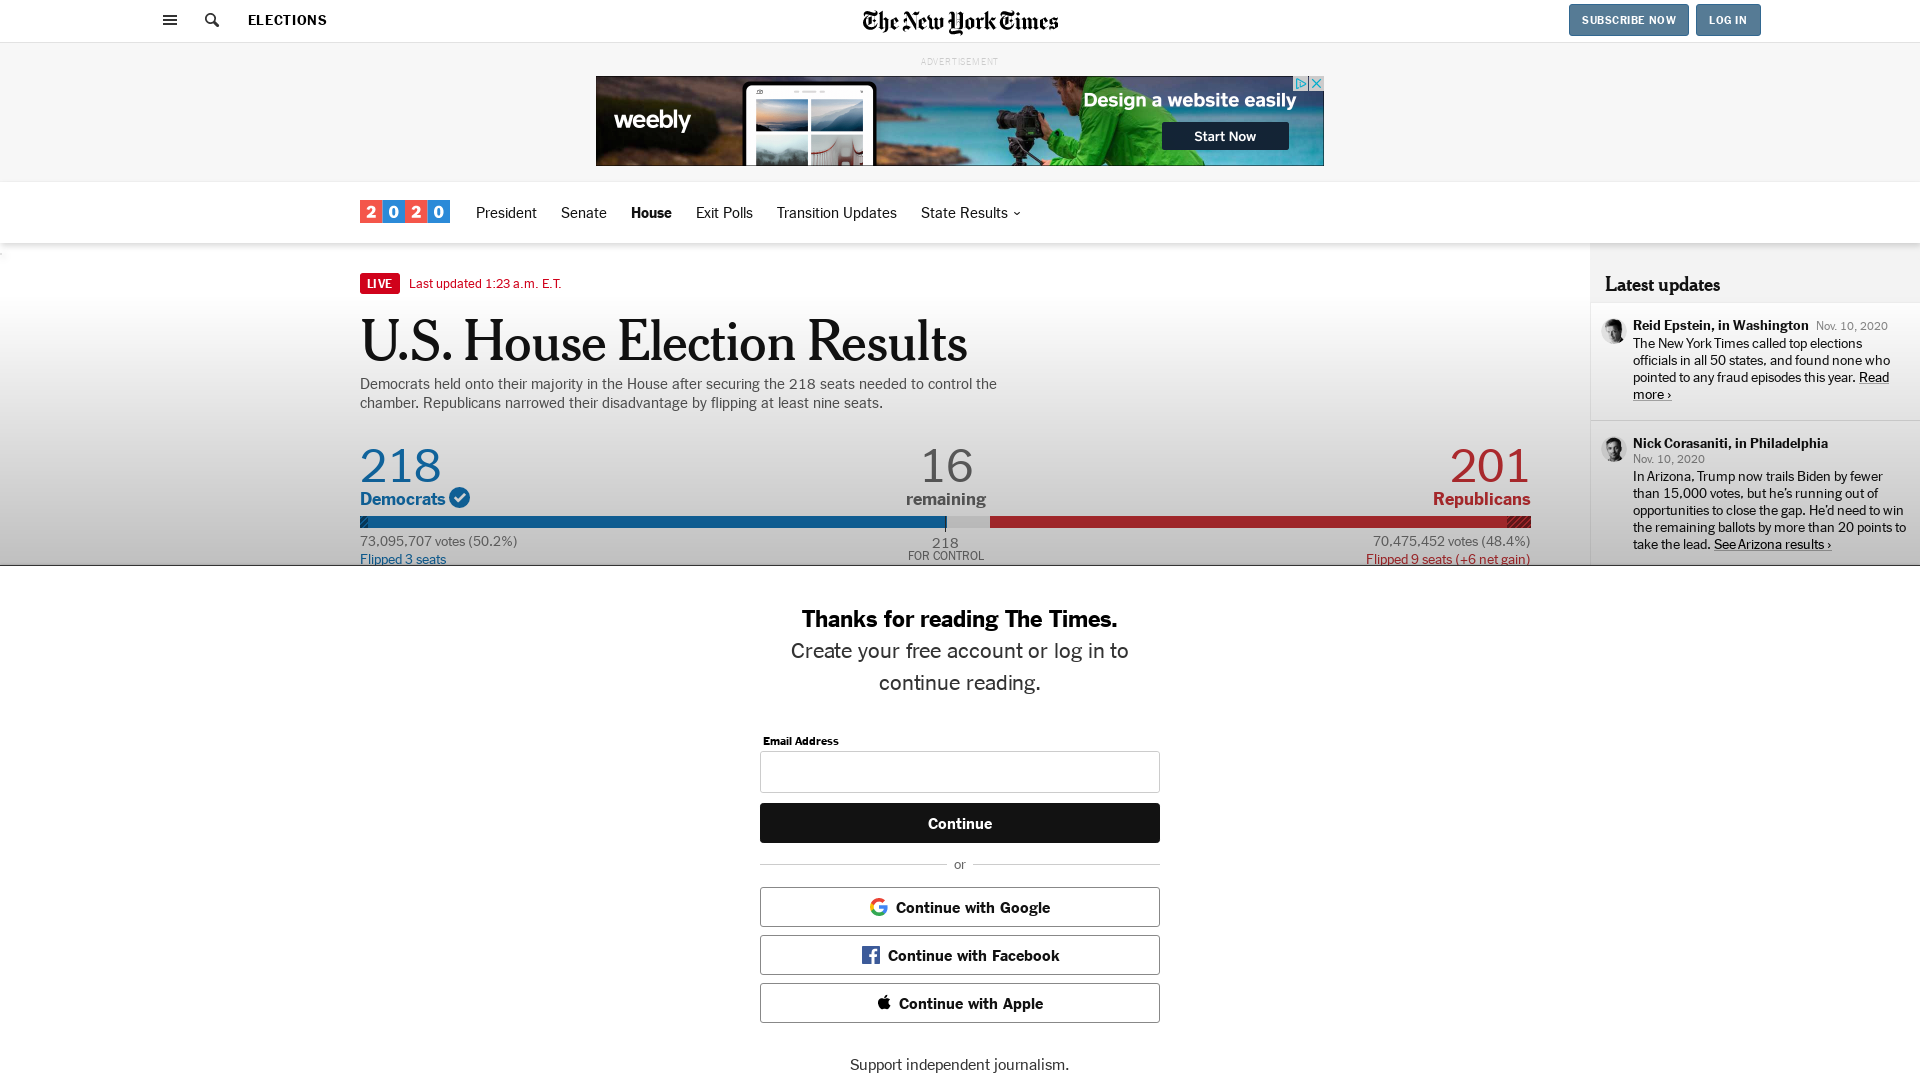 ELECTIONS
The New York Times
SUBSCRIBE NOW
LOG IN
ADVERTISEMENT
weebly
Design a website easily
Start Now
2020
President
Senate
House
Exit Polls
Transition Updates
State Results
LIVE
Last updated 1:23 a.m. E.T.
U.S. House Election Results
Democrats held onto their majority in the House after securing the 218 seats needed to control the
chamber. Republicans narrowed their disadvantage by flipping at least nine seats.
218
Democrats
16
remaining
201
Republicans
73,095,707 votes (50.2%)
Flipped 3 seats
218
FOR CONTROL
70,475,452 votes (48.4%)
Flipped 9 seats (+6 net gain)
Latest updates
Reid Epstein, in Washington Nov. 10, 2020
The New York Times called top elections
officials in all 50 states, and found none who
pointed to any fraud episodes this year. Read
more ›
Nick Corasaniti, in Philadelphia
Nov. 10, 2020
In Arizona, Trump now trails Biden by fewer
than 15,000 votes, but he's running out of
opportunities to close the gap. He'd need to win
the remaining ballots by more than 20 points to
take the lead. See Arizona results ›
Thanks for reading The Times.
Create your free account or log in to
continue reading.
Email Address
Continue
or
Continue with Google
Continue with Facebook
Continue with Apple
Support independent journalism.